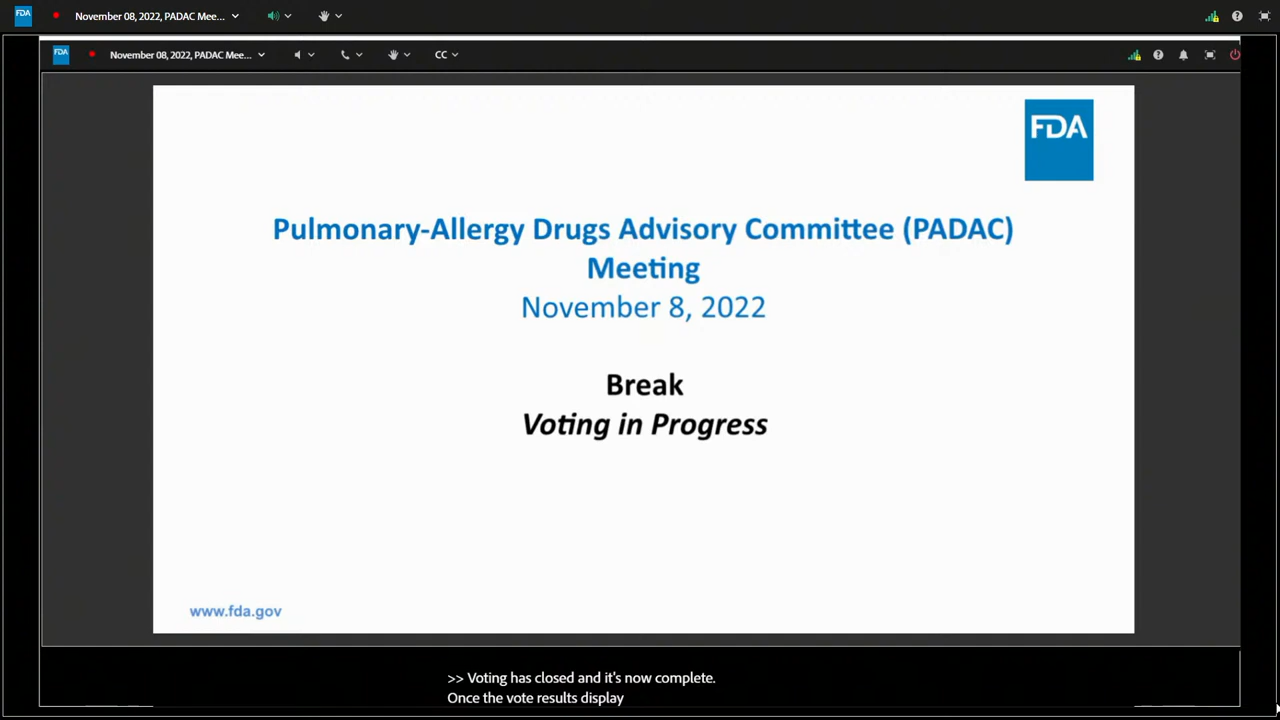 FDA
November 08, 2022, PADAC Mee...
FDA
November 08, 2022, PADAC Mee...
CC
FDA
Pulmonary-Allergy Drugs Advisory Committee (PADAC)
Meeting
November 8, 2022
Break
Voting in Progress
www.fda.gov
>> Voting has closed and it's now complete.
Once the vote results display